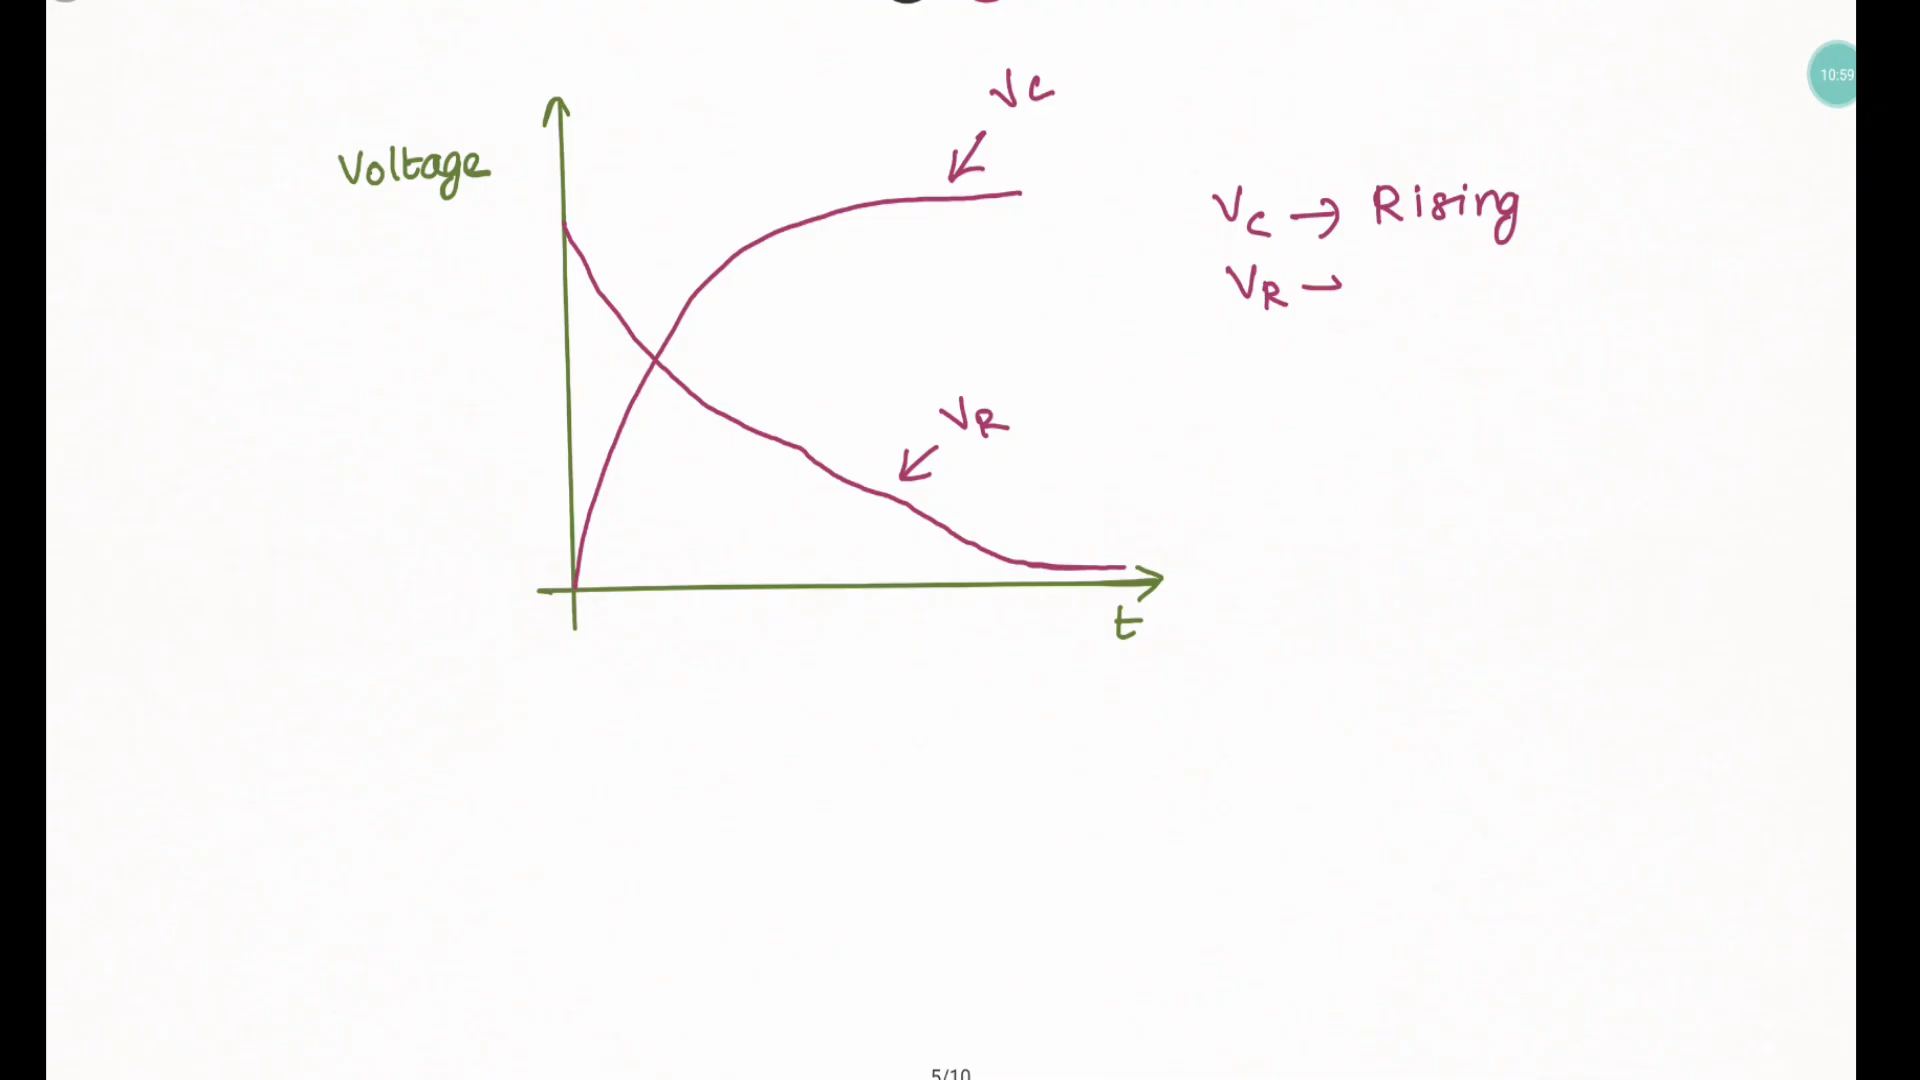 Vc
10:59
Voltage
Vc → Rising
VR →
VR
t
5/10